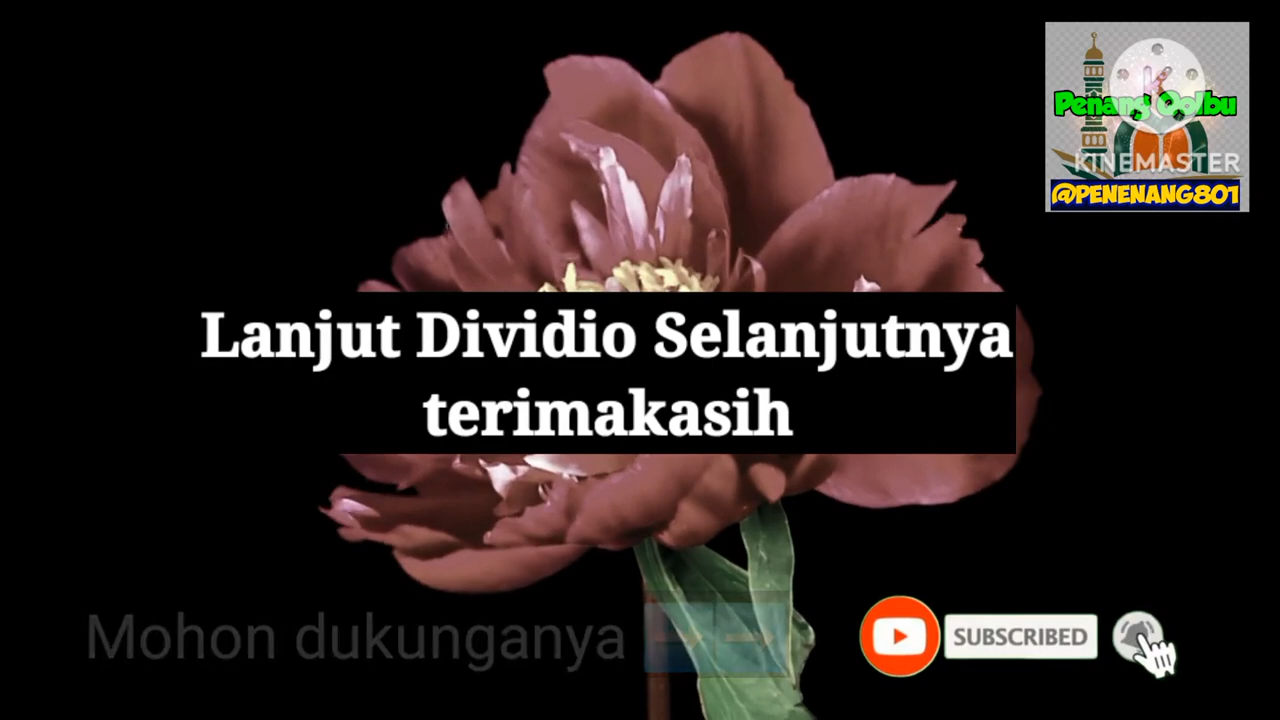 Penang Qolbu
KINEMASTER
@PENENANG801
Lanjut Dividio Selanjutnya
terimakasih
Mohon dukunganya
SUBSCRIBED